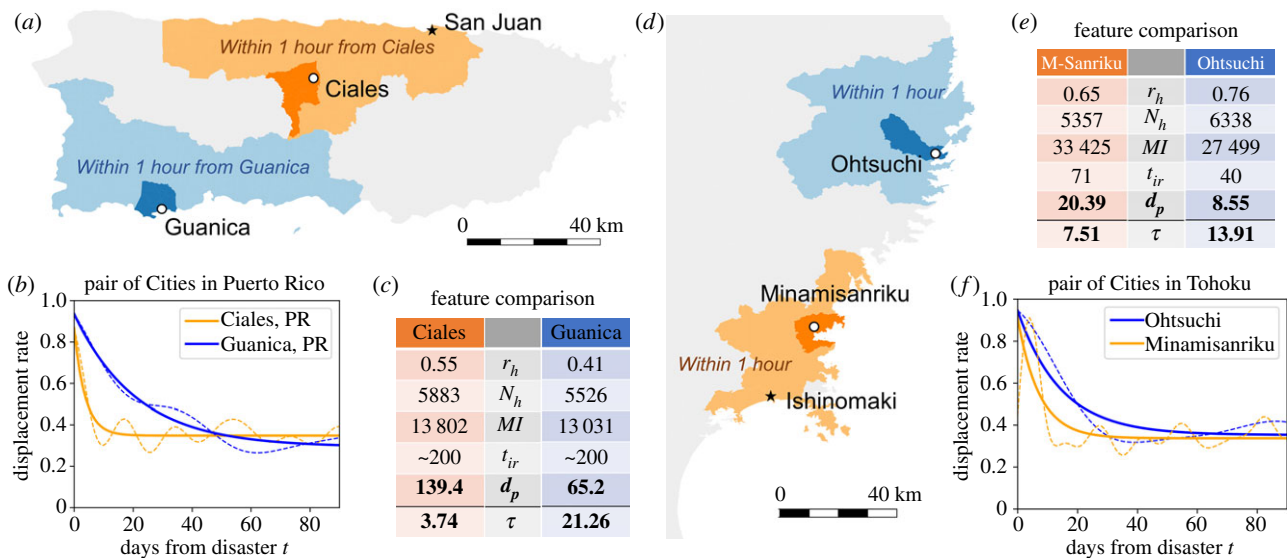 (a)
San Juan
Within 1 hour from Ciales
Ciales
Within 1 hour from Guanica
Guanica
0 40 km
(b)
pair of Cities in Puerto Rico
1.0
0.8
0.6
0.4
0.2
0
displacement rate
Ciales, PR
Guanica, PR
0 20 40 60 80
days from disaster t
(c)
feature comparison
Ciales Guanica
0.55 r_h 0.41
5883 N_h 5526
13 802 MI 13 031
~200 t_ir ~200
139.4 d_p 65.2
3.74 τ 21.26
(d)
Within 1 hour
Ohtsuchi
Minamisanriku
Within 1 hour
Ishinomaki
0 40 km
(e)
feature comparison
M-Sanriku Ohtsuchi
0.65 r_h 0.76
5357 N_h 6338
33 425 MI 27 499
71 t_ir 40
20.39 d_p 8.55
7.51 τ 13.91
(f)
pair of Cities in Tohoku
1.0
0.8
0.6
0.4
0.2
0
displacement rate
Ohtsuchi
Minamisanriku
0 20 40 60 80
days from disaster t